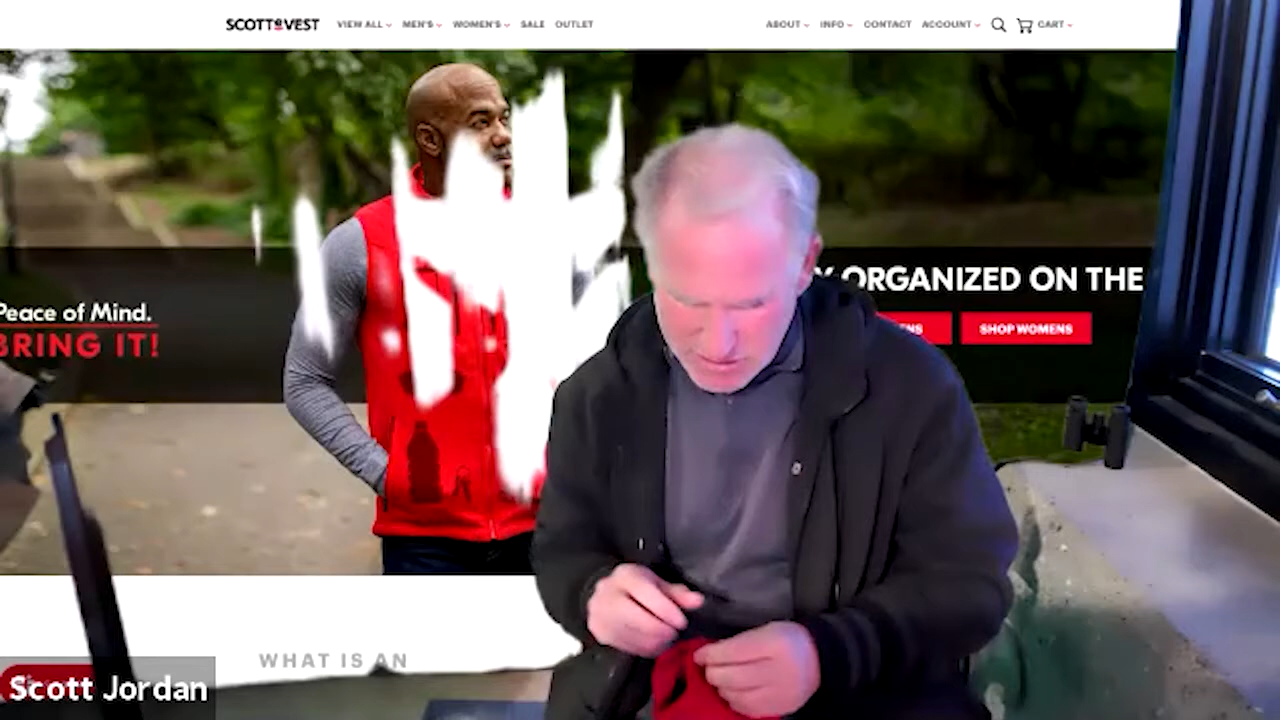 SCOTTEVEST VIEW ALL MEN'S WOMEN'S SALE OUTLET ABOUT INFO CONTACT ACCOUNT CART
Peace of Mind.
BRING IT!
Y ORGANIZED ON THE
ENS SHOP WOMENS
WHAT IS AN
Scott Jordan